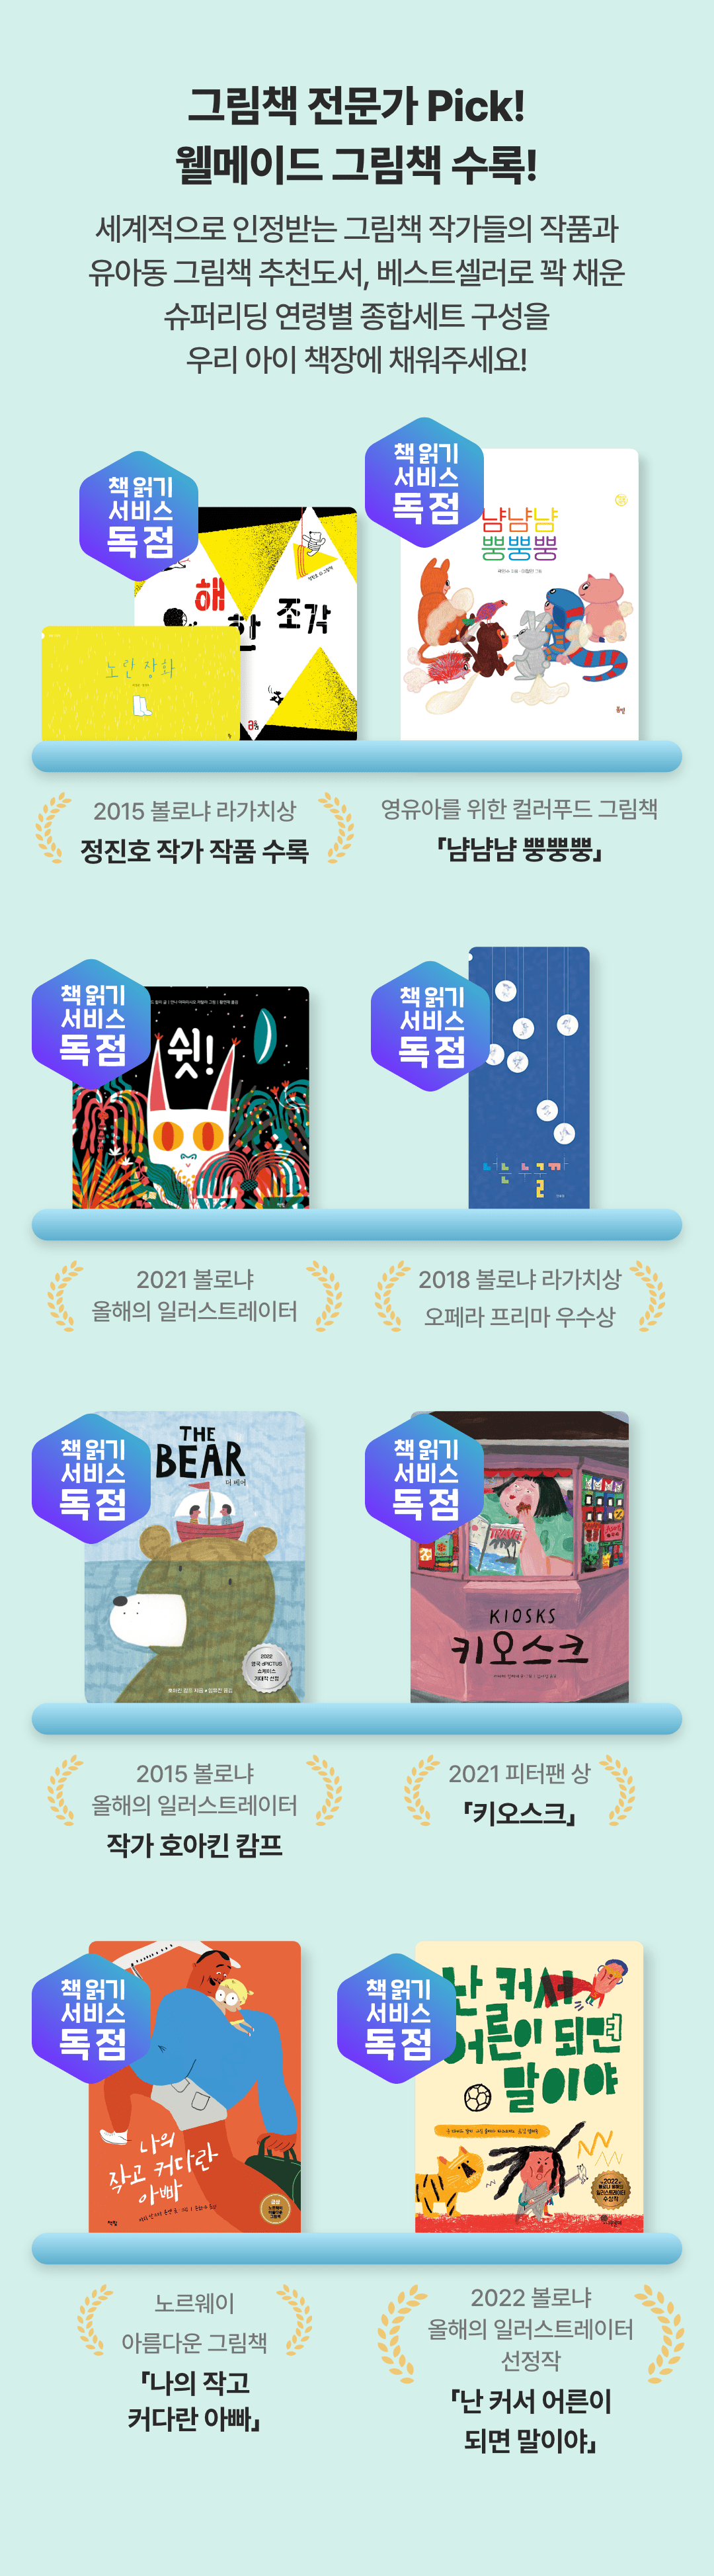 그림책 전문가 Pick!
웰메이드 그림책 수록!
세계적으로 인정받는 그림책 작가들의 작품과
유아동 그림책 추천도서, 베스트셀러로 꽉 채운
슈퍼리딩 연령별 종합세트 구성을
우리 아이 책장에 채워주세요!
책 읽기
서비스
독점
해
한 조각
노란 장화
책 읽기
서비스
독점
냠냠냠
뿡뿡뿡
2015 볼로냐 라가치상
정진호 작가 작품 수록
영유아를 위한 컬러푸드 그림책
「냠냠냠 뿡뿡뿡」
책 읽기
서비스
독점
쉿!
책 읽기
서비스
독점
2021 볼로냐
올해의 일러스트레이터
2018 볼로냐 라가치상
오페라 프리마 우수상
책 읽기
서비스
독점
THE
BEAR
더 베어
2022
영국 dPICTUS
쇼케이스
기대작 선정
책 읽기
서비스
독점
TRAVEL
KIOSKS
키오스크
2015 볼로냐
올해의 일러스트레이터
작가 호아킨 캄프
2021 피터팬 상
「키오스크」
책 읽기
서비스
독점
나의
작고 커다란
아빠
책 읽기
서비스
독점
난 커서
어른이 되면
말이야
노르웨이
아름다운 그림책
「나의 작고
커다란 아빠」
2022 볼로냐
올해의 일러스트레이터
선정작
「난 커서 어른이
되면 말이야」